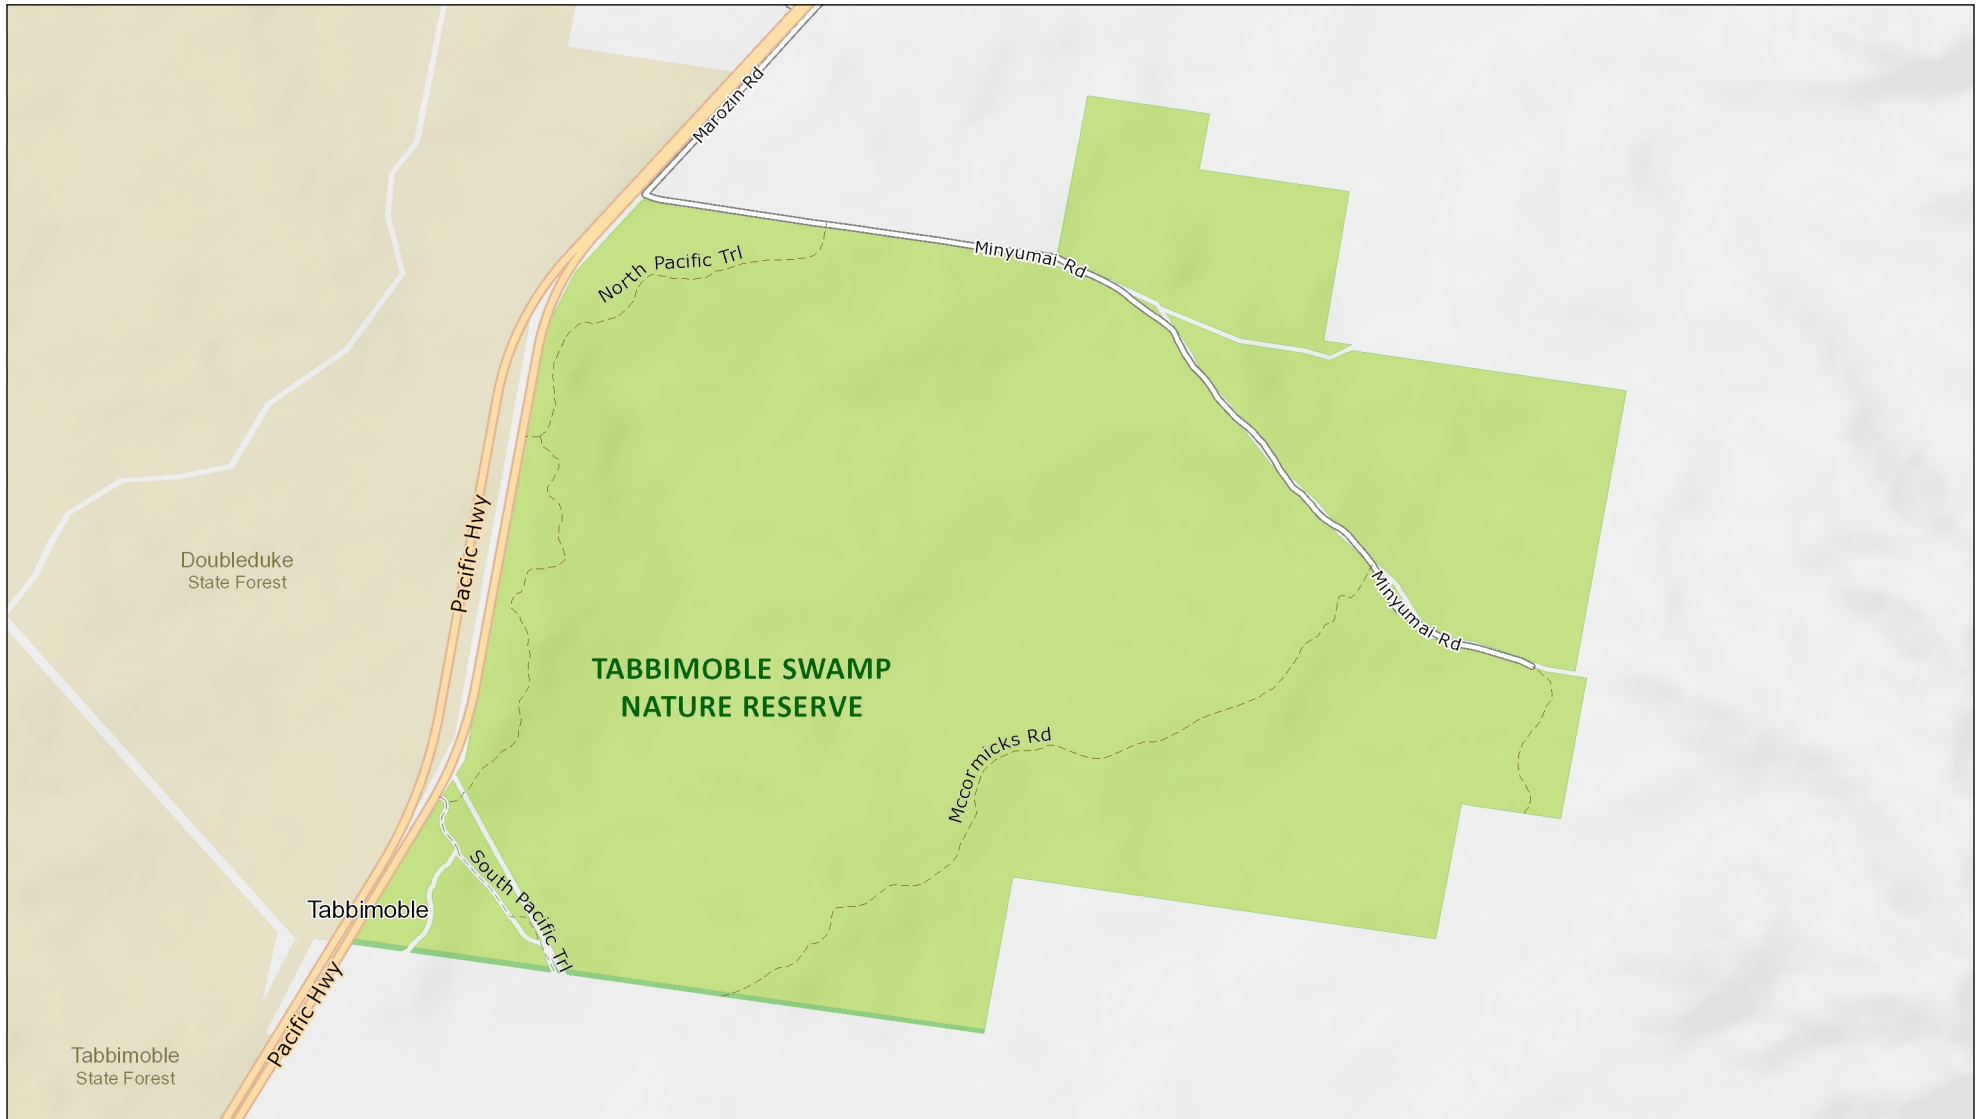 Marozin Rd
Minyumai Rd
North Pacific Trl
Pacific Hwy
Doubleduke
State Forest
Minyumai Rd
TABBIMOBLE SWAMP
NATURE RESERVE
Mccormicks Rd
South Pacific Trl
Tabbimoble
Pacific Hwy
Tabbimoble
State Forest